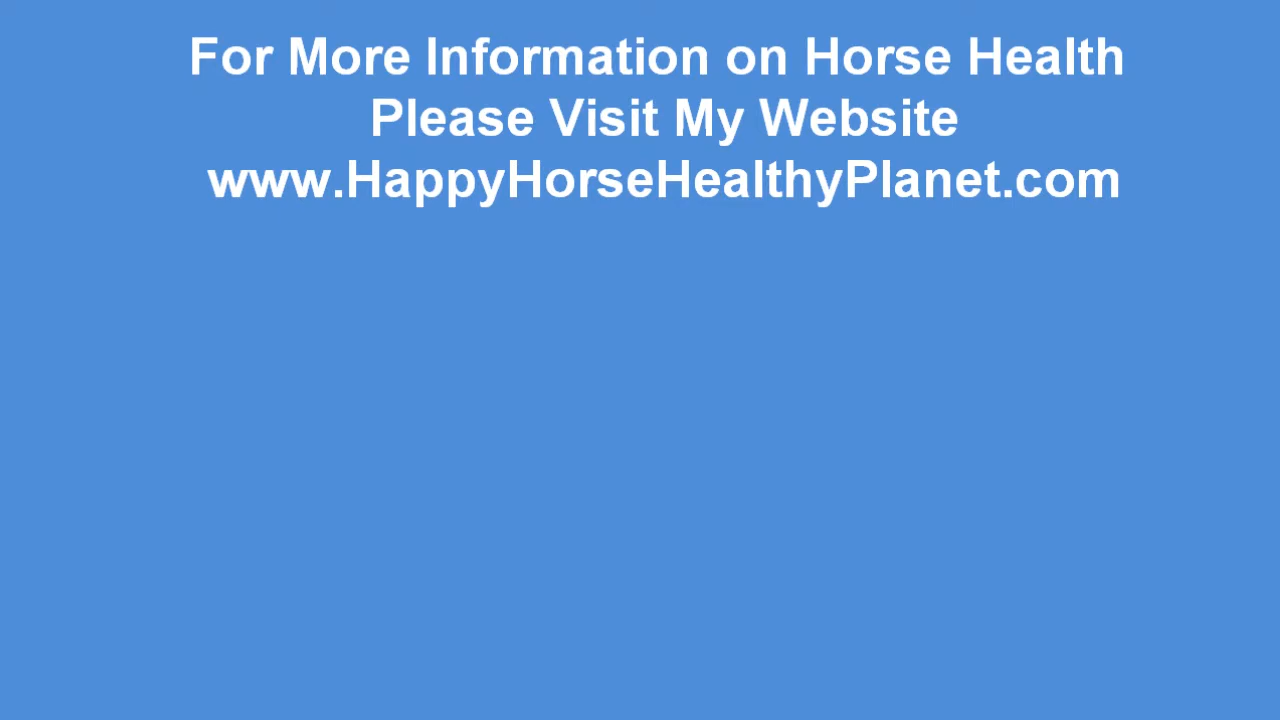 For More Information on Horse Health
Please Visit My Website
www.HappyHorseHealthyPlanet.com